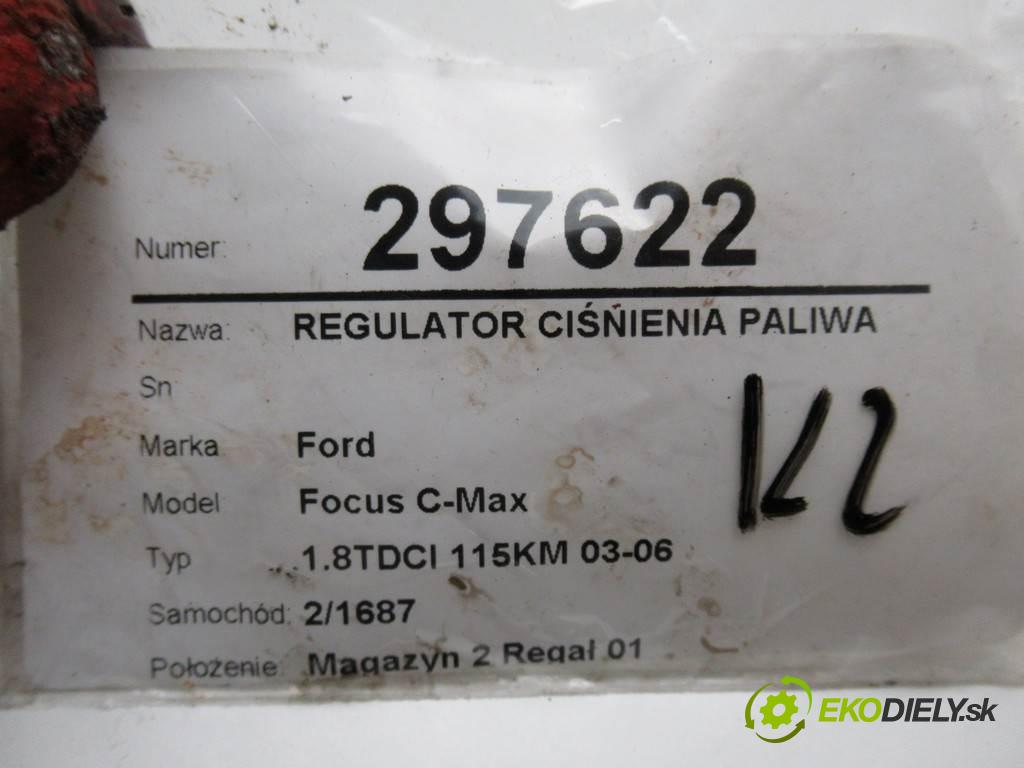 Numer: 297622
Nazwa: REGULATOR CIŚNIENIA PALIWA
Sn
Marka Ford
Model Focus C-Max
Typ 1.8TDCI 115KM 03-06
Samochód: 2/1687
Położenie: Magazyn 2 Regał 01
K2
EKODIELY.sk